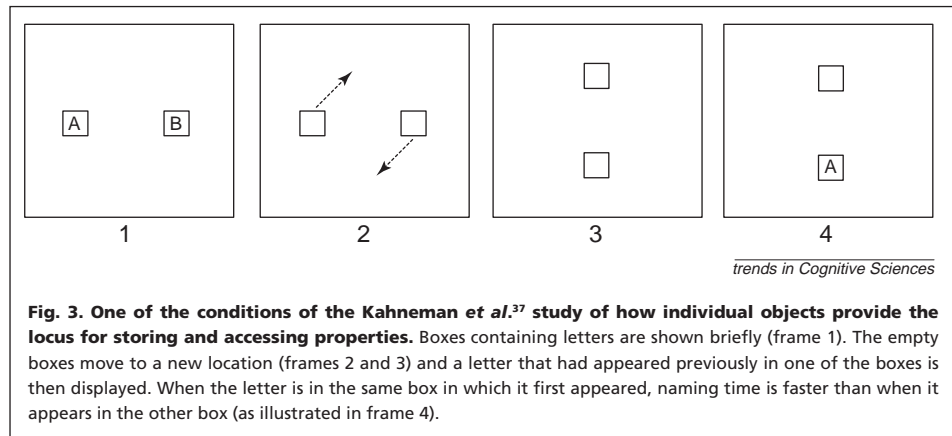 A B A
1 2 3 4
trends in Cognitive Sciences
Fig. 3. One of the conditions of the Kahneman et al.³⁷ study of how individual objects provide the
locus for storing and accessing properties. Boxes containing letters are shown briefly (frame 1). The empty
boxes move to a new location (frames 2 and 3) and a letter that had appeared previously in one of the boxes is
then displayed. When the letter is in the same box in which it first appeared, naming time is faster than when it
appears in the other box (as illustrated in frame 4).